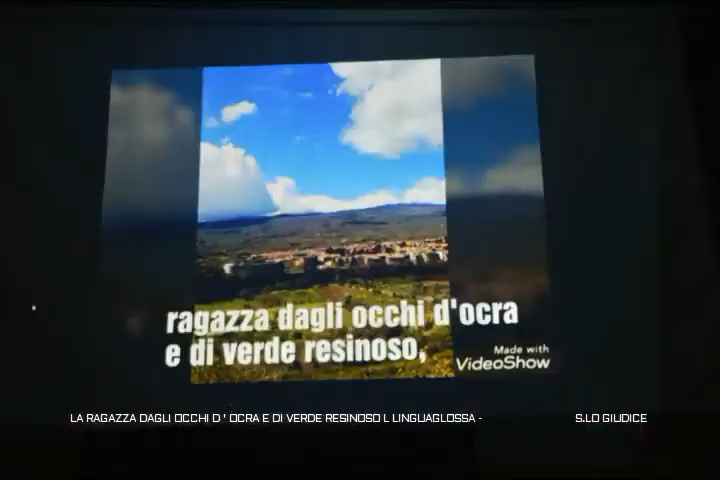 ragazza dagli occhi d'ocra
e di verde resinoso,
Made with
VideoShow
LA RAGAZZA DAGLI OCCHI D ' OCRA E DI VERDE RESINOSO L LINGUAGLOSSA - S.LO GIUDICE